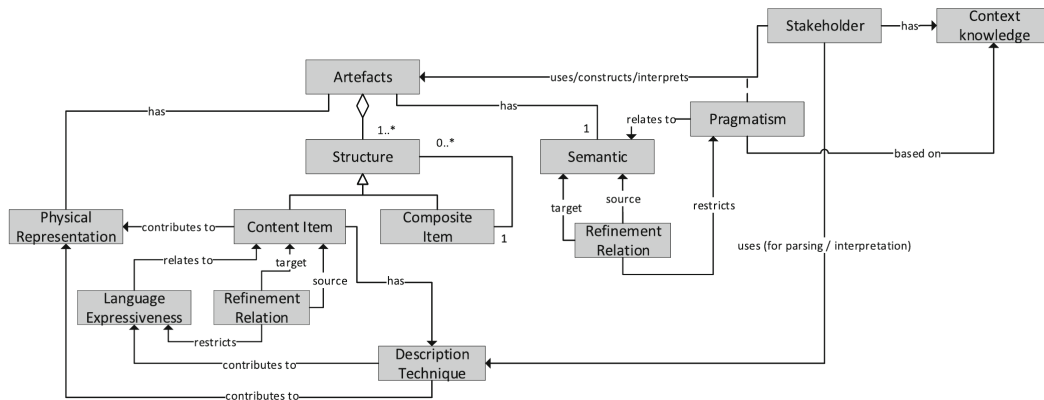 Stakeholder
has
Context
knowledge
Artefacts
uses/constructs/interprets
has
has
Pragmatism
relates to
1..*
0..*
1
Structure
Semantic
based on
target
source
restricts
Physical
Representation
contributes to
Content Item
Composite
Item
1
Refinement
Relation
uses (for parsing / interpretation)
relates to
target
source
has
Language
Expressiveness
Refinement
Relation
restricts
contributes to
Description
Technique
contributes to